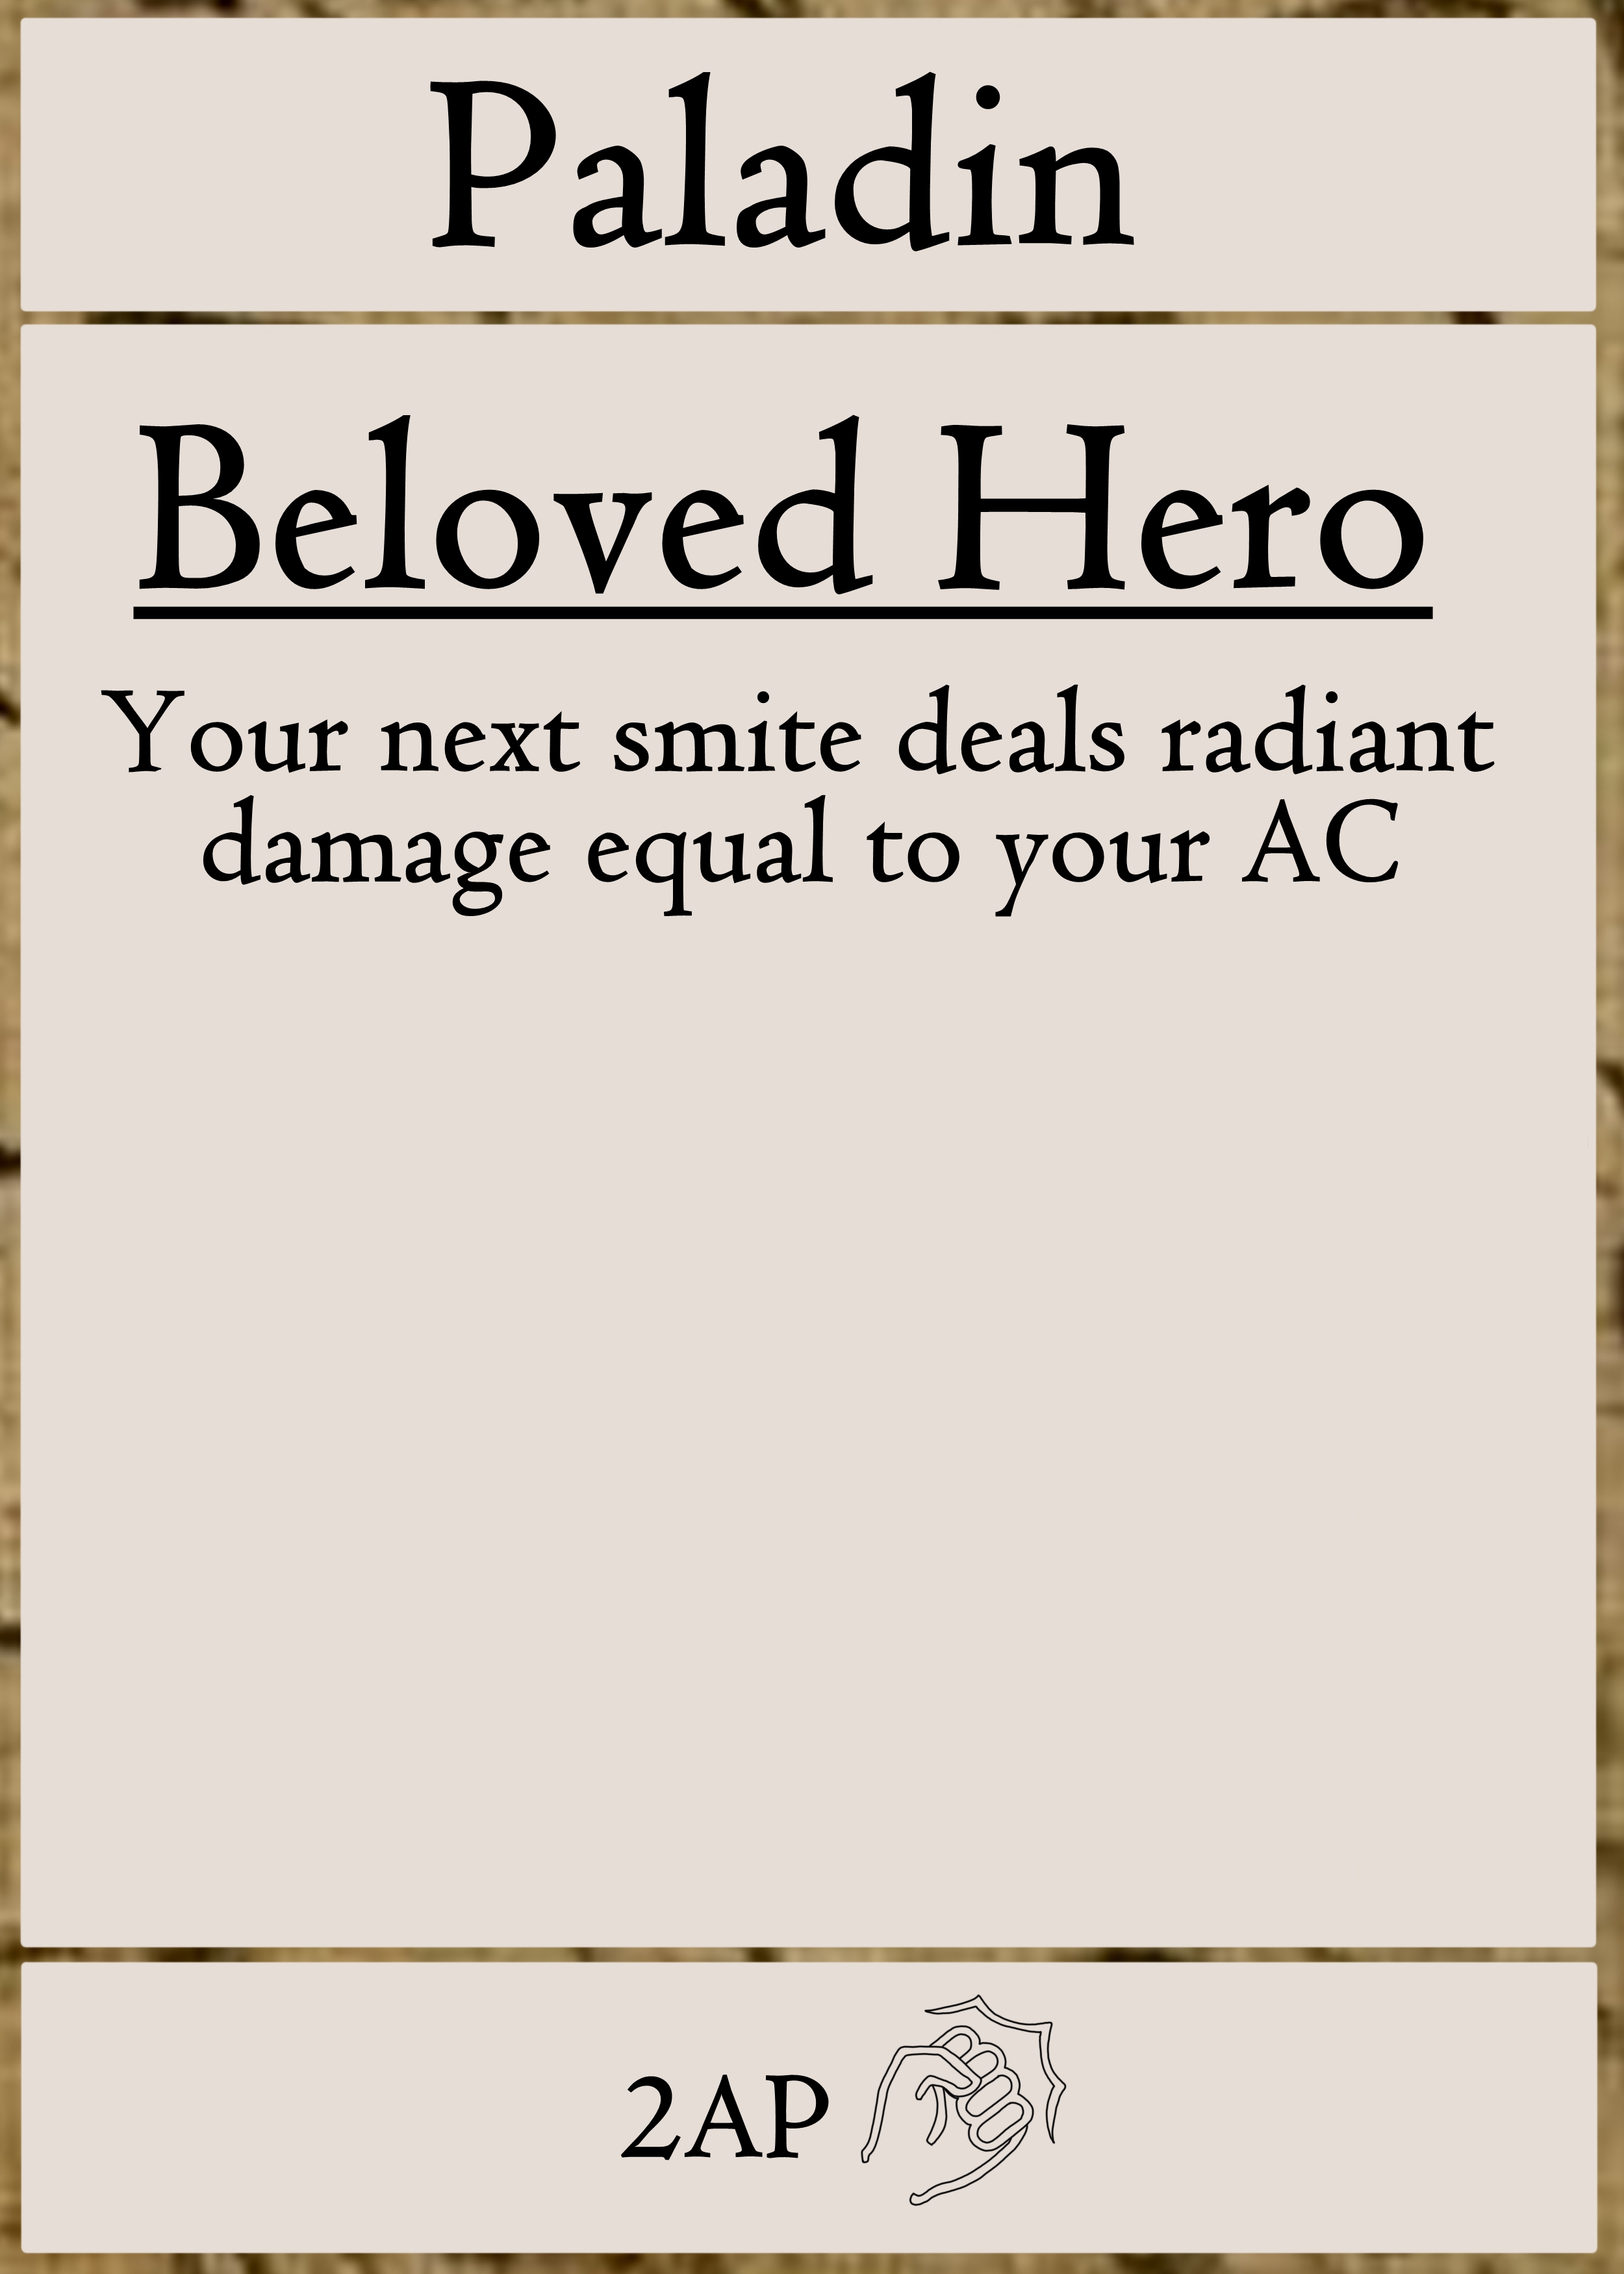 Paladin
Beloved Hero
Your next smite deals radiant
damage equal to your AC
2AP